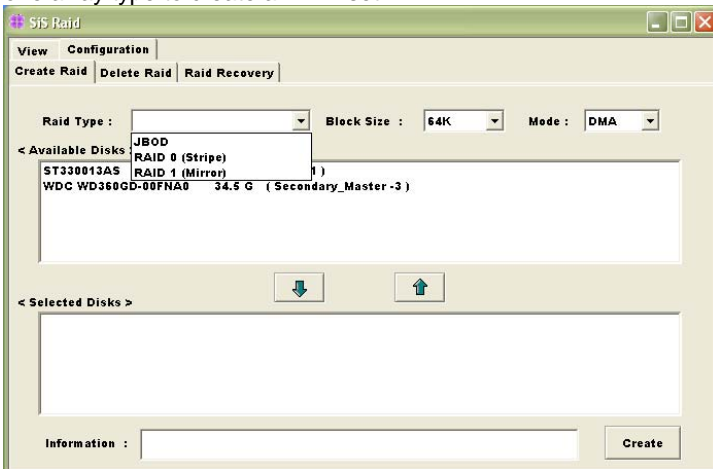 SiS Raid
View Configuration
Create Raid Delete Raid Raid Recovery
Raid Type : Block Size : 64K Mode : DMA
JBOD
RAID 0 (Stripe)
RAID 1 (Mirror)
< Available Disks
ST330013AS 1 )
WDC WD360GD-00FNA0 34.5 G ( Secondary_Master -3 )
< Selected Disks >
Information :
Create